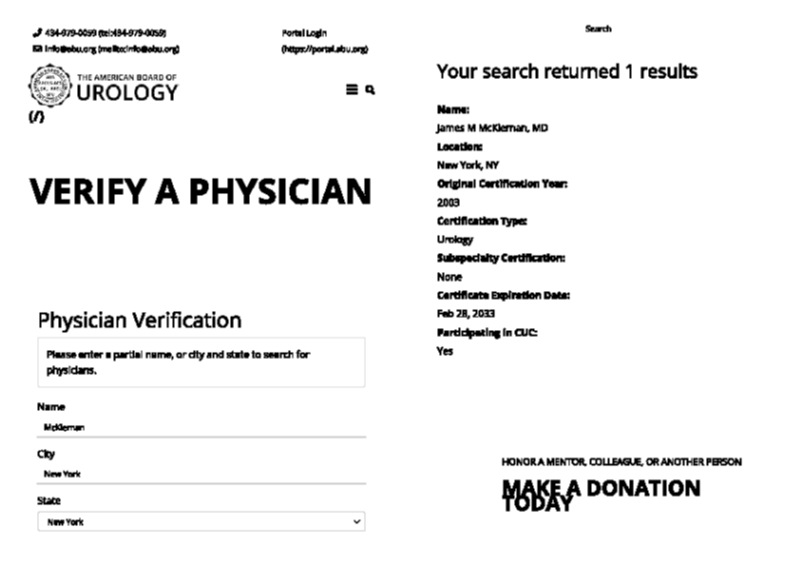 434-979-0059 (tel:434-979-0059)
Portal Login
info@abu.org (mailto:info@abu.org)
(https://portal.abu.org)
THE AMERICAN BOARD OF
UROLOGY
(/)
VERIFY A PHYSICIAN
Physician Verification
Please enter a partial name, or city and state to search for
physicians.
Name
McKiernan
City
New York
State
New York
Search
Your search returned 1 results
Name:
James M McKiernan, MD
Location:
New York, NY
Original Certification Year:
2003
Certification Type:
Urology
Subspecialty Certification:
None
Certificate Expiration Date:
Feb 28, 2033
Participating in CUC:
Yes
HONOR A MENTOR, COLLEAGUE, OR ANOTHER PERSON
MAKE A DONATION
TODAY